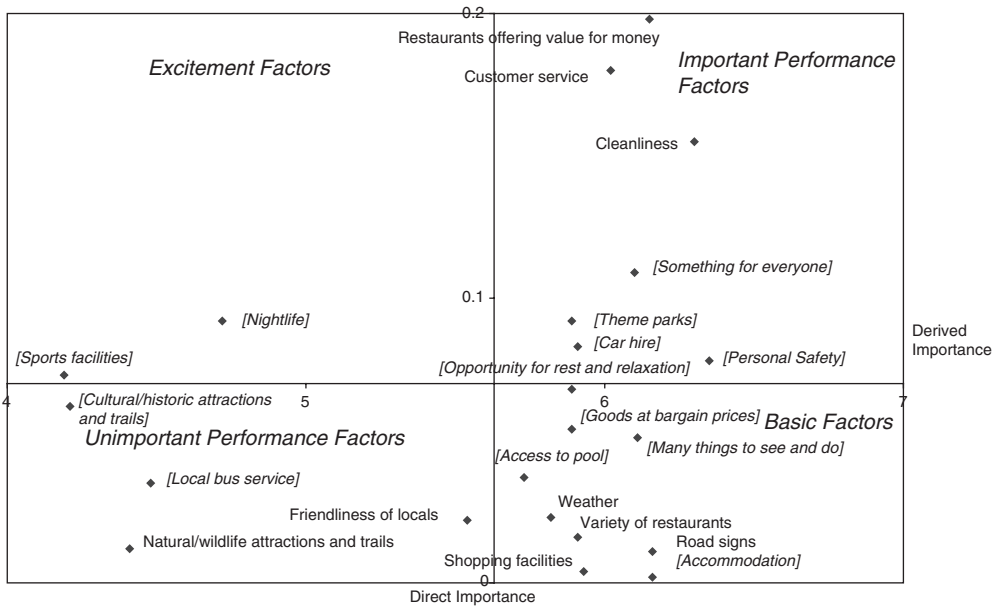 0.2
Restaurants offering value for money
Excitement Factors
Important Performance
Factors
Customer service
Cleanliness
[Something for everyone]
0.1
[Nightlife]
[Theme parks]
Derived
Importance
[Car hire]
[Sports facilities]
[Personal Safety]
[Opportunity for rest and relaxation]
4
5
6
7
[Cultural/historic attractions
and trails]
[Goods at bargain prices]
Basic Factors
Unimportant Performance Factors
[Many things to see and do]
[Access to pool]
[Local bus service]
Weather
Friendliness of locals
Variety of restaurants
Natural/wildlife attractions and trails
Road signs
Shopping facilities
[Accommodation]
0
Direct Importance